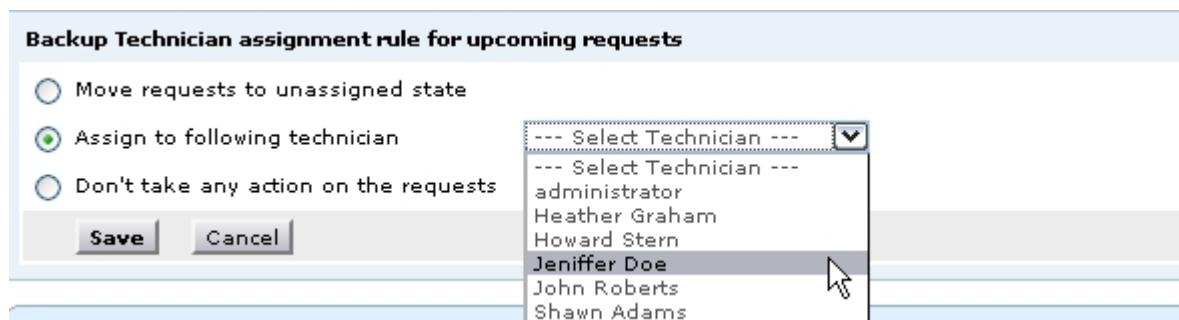 Backup Technician assignment rule for upcoming requests
Move requests to unassigned state
Assign to following technician
--- Select Technician ---
--- Select Technician ---
administrator
Don't take any action on the requests
Heather Graham
Save
Cancel
Howard Stern
Jeniffer Doe
John Roberts
Shawn Adams